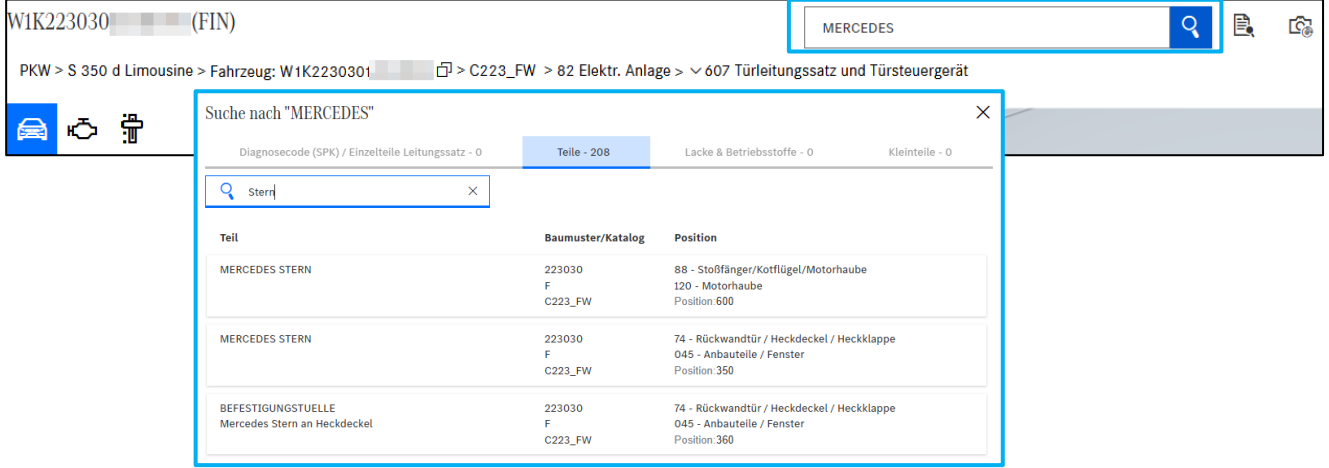 W1K223030 (FIN)
MERCEDES
PKW > S 350 d Limousine > Fahrzeug: W1K2230301 > C223_FW > 82 Elektr. Anlage > 607 Türleitungssatz und Türsteuergerät
Suche nach "MERCEDES"
Diagnosecode (SPK) / Einzelteile Leitungssatz - 0 Teile - 208 Lacke & Betriebsstoffe - 0 Kleinteile - 0
Stern
Teil Baumuster/Katalog Position
MERCEDES STERN 223030 88 - Stoßfänger/Kotflügel/Motorhaube
F 120 - Motorhaube
C223_FW Position:600
MERCEDES STERN 223030 74 - Rückwandtür / Heckdeckel / Heckklappe
F 045 - Anbauteile / Fenster
C223_FW Position:350
BEFESTIGUNGSTUELLE 223030 74 - Rückwandtür / Heckdeckel / Heckklappe
Mercedes Stern an Heckdeckel F 045 - Anbauteile / Fenster
C223_FW Position:360